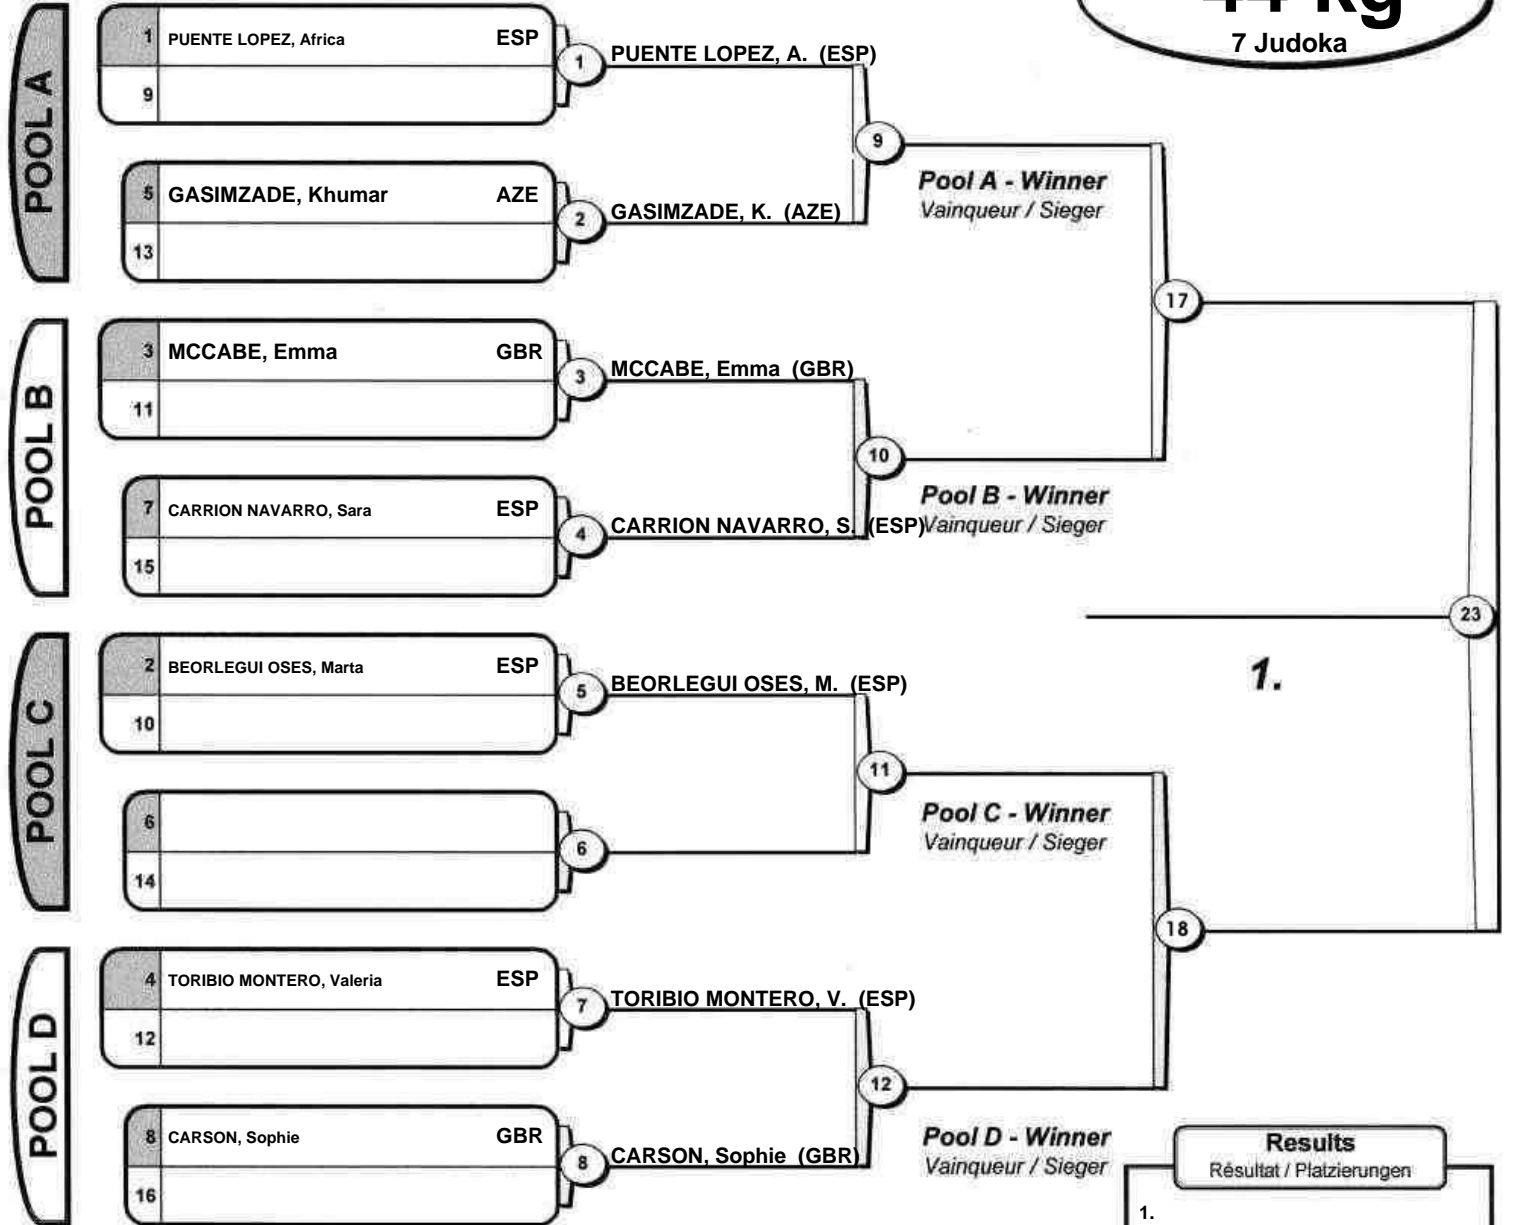 44 kg
7 Judoka
POOL A
1 PUENTE LOPEZ, Africa ESP
9
1 PUENTE LOPEZ, A. (ESP)
5 GASIMZADE, Khumar AZE
13
2 GASIMZADE, K. (AZE)
9
Pool A - Winner
Vainqueur / Sieger
POOL B
3 MCCABE, Emma GBR
11
3 MCCABE, Emma (GBR)
7 CARRION NAVARRO, Sara ESP
15
4 CARRION NAVARRO, S. (ESP)
10
Pool B - Winner
Vainqueur / Sieger
17
POOL C
2 BEORLEGUI OSES, Marta ESP
10
5 BEORLEGUI OSES, M. (ESP)
6
14
6
11
Pool C - Winner
Vainqueur / Sieger
POOL D
4 TORIBIO MONTERO, Valeria ESP
12
7 TORIBIO MONTERO, V. (ESP)
8 CARSON, Sophie GBR
16
8 CARSON, Sophie (GBR)
12
Pool D - Winner
Vainqueur / Sieger
18
23
1.
Results
Résultat / Platzierungen
1.